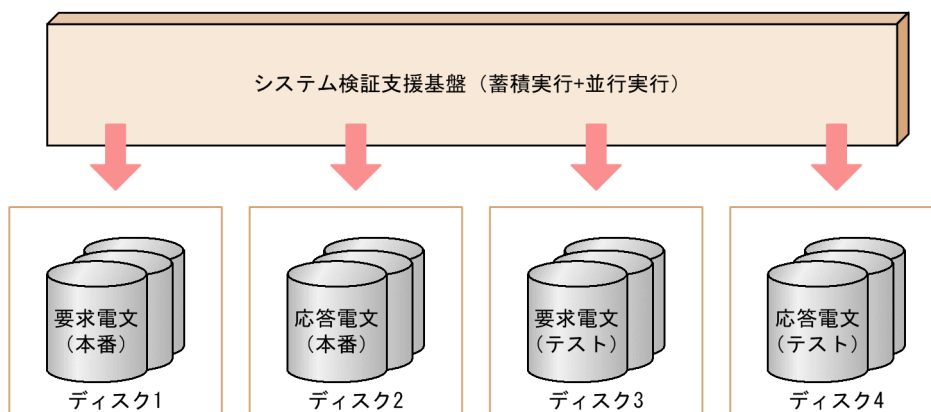 システム検証支援基盤（蓄積実行+並行実行）
要求電文
（本番）
ディスク1
応答電文
（本番）
ディスク2
要求電文
（テスト）
ディスク3
応答電文
（テスト）
ディスク4